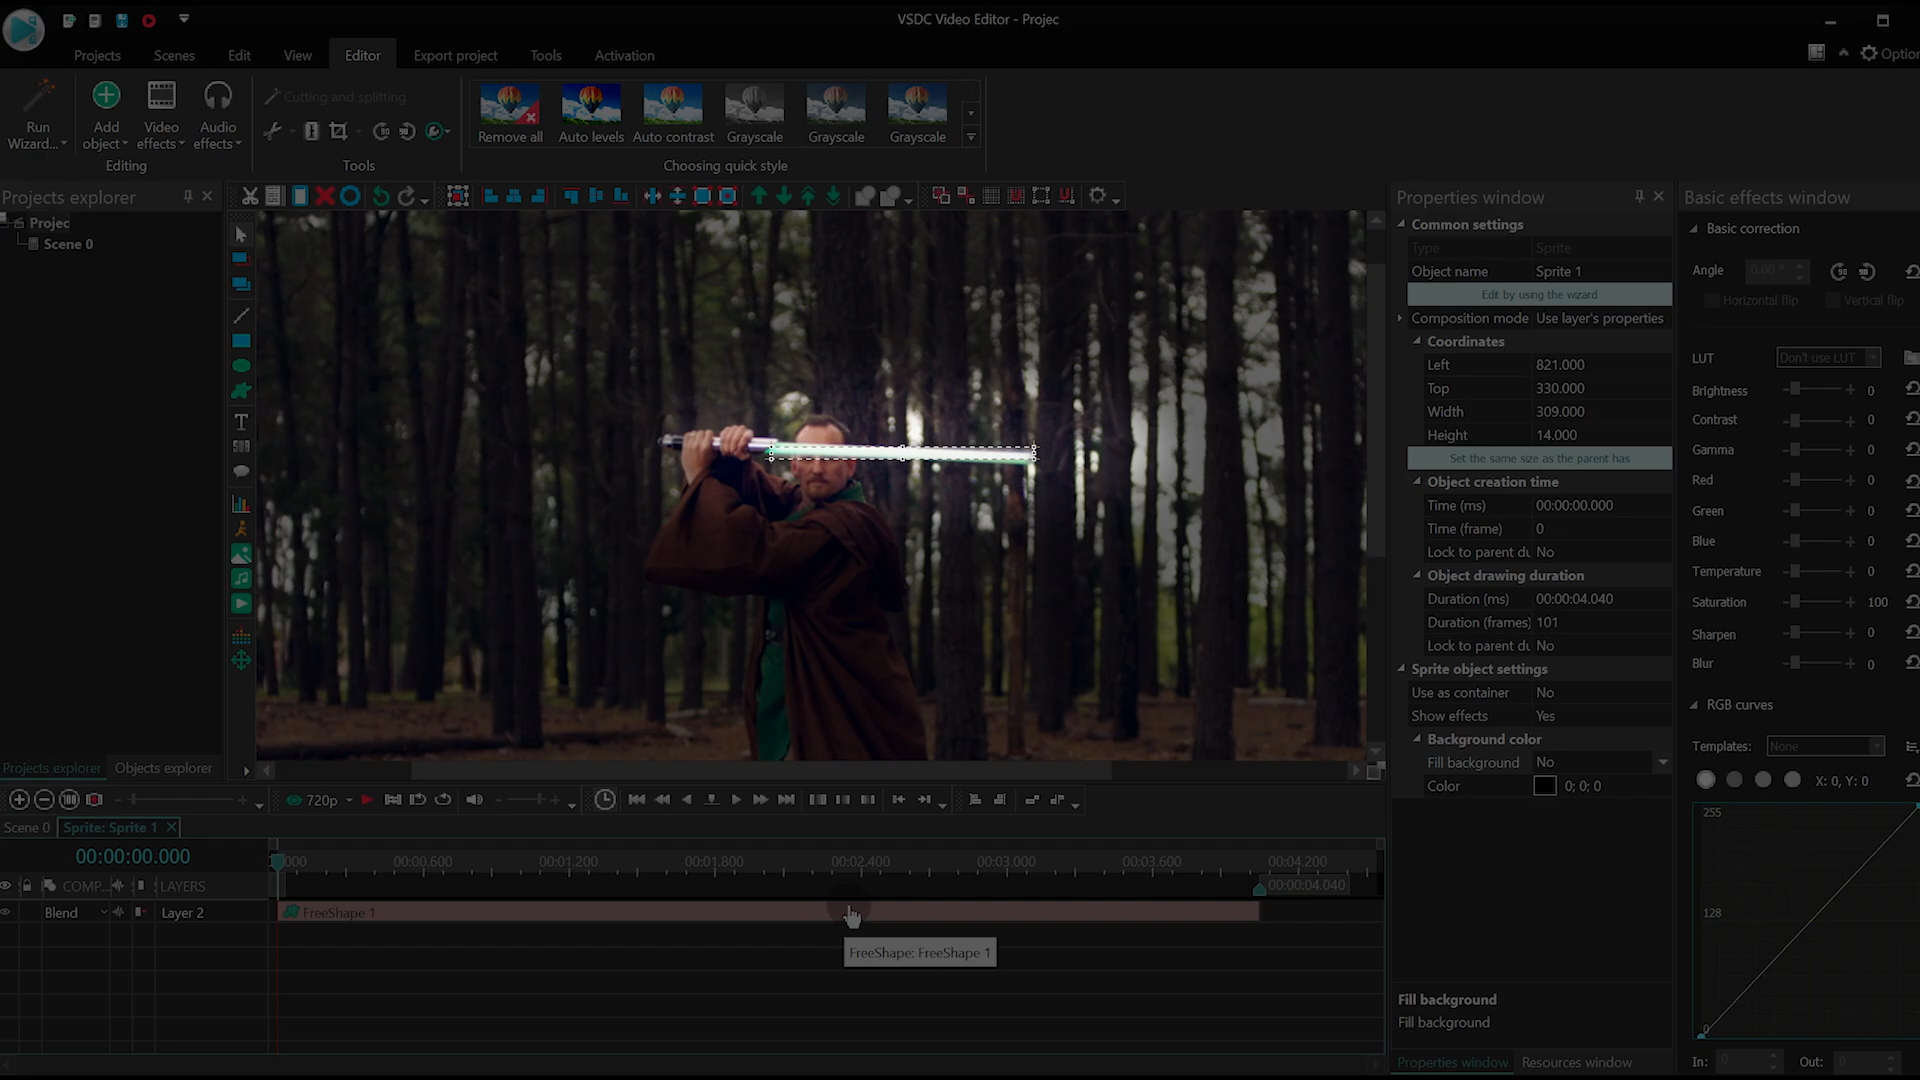 VSDC Video Editor - Projec
Projects
Scenes
Edit
View
Editor
Export project
Tools
Activation
Option
Run
Wizard...
Add
object
Video
effects
Audio
effects
Editing
Cutting and splitting
Tools
Remove all
Auto levels
Auto contrast
Grayscale
Grayscale
Grayscale
Choosing quick style
Projects explorer
Projec
Scene 0
Projects explorer
Objects explorer
Properties window
Common settings
Type Sprite
Object name Sprite 1
Edit by using the wizard
Composition mode Use layer's properties
Coordinates
Left 821.000
Top 330.000
Width 309.000
Height 14.000
Set the same size as the parent has
Object creation time
Time (ms) 00:00:00.000
Time (frame) 0
Lock to parent du No
Object drawing duration
Duration (ms) 00:00:04.040
Duration (frames) 101
Lock to parent du No
Sprite object settings
Use as container No
Show effects Yes
Background color
Fill background No
Color 0; 0; 0
Fill background
Fill background
Properties window
Resources window
Basic effects window
Basic correction
Angle 0.00 °
Horizontal flip
Vertical flip
LUT Don't use LUT
Brightness 0
Contrast 0
Gamma 0
Red 0
Green 0
Blue 0
Temperature 0
Saturation 100
Sharpen 0
Blur 0
RGB curves
Templates: None
X: 0, Y: 0
255
128
0
In: 0 Out: 0
720p
Scene 0
Sprite: Sprite 1
00:00:00.000
000
00:00.600
00:01.200
00:01.800
00:02.400
00:03.000
00:03.600
00:04.200
COMP...
LAYERS
00:00:04.040
Blend
Layer 2
FreeShape 1
FreeShape: FreeShape 1